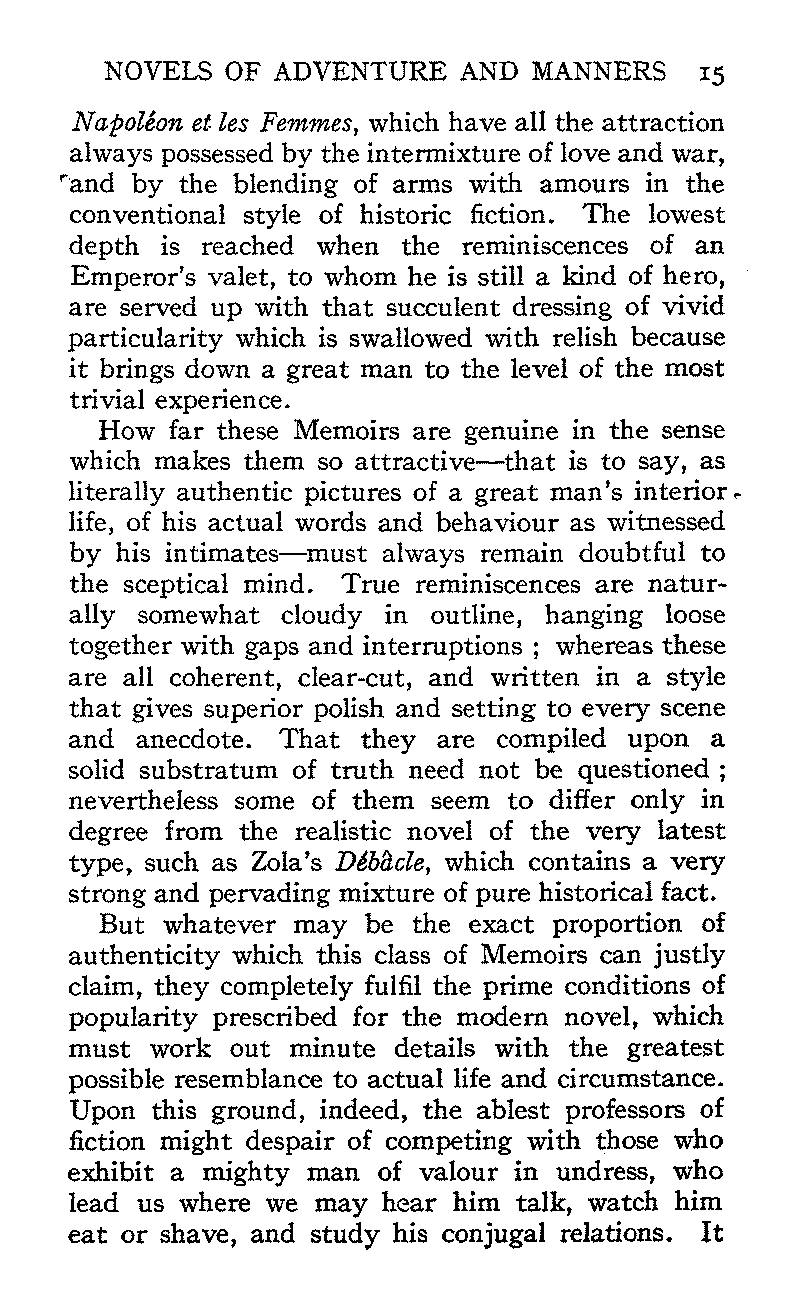 NOVELS OF ADVENTURE AND MANNERS 15
Napoléon et les Femmes, which have all the attraction
always possessed by the intermixture of love and war,
and by the blending of arms with amours in the
conventional style of historic fiction. The lowest
depth is reached when the reminiscences of an
Emperor's valet, to whom he is still a kind of hero,
are served up with that succulent dressing of vivid
particularity which is swallowed with relish because
it brings down a great man to the level of the most
trivial experience.
How far these Memoirs are genuine in the sense
which makes them so attractive—that is to say, as
literally authentic pictures of a great man's interior
life, of his actual words and behaviour as witnessed
by his intimates—must always remain doubtful to
the sceptical mind. True reminiscences are natur-
ally somewhat cloudy in outline, hanging loose
together with gaps and interruptions ; whereas these
are all coherent, clear-cut, and written in a style
that gives superior polish and setting to every scene
and anecdote. That they are compiled upon a
solid substratum of truth need not be questioned ;
nevertheless some of them seem to differ only in
degree from the realistic novel of the very latest
type, such as Zola's Débâcle, which contains a very
strong and pervading mixture of pure historical fact.
But whatever may be the exact proportion of
authenticity which this class of Memoirs can justly
claim, they completely fulfil the prime conditions of
popularity prescribed for the modern novel, which
must work out minute details with the greatest
possible resemblance to actual life and circumstance.
Upon this ground, indeed, the ablest professors of
fiction might despair of competing with those who
exhibit a mighty man of valour in undress, who
lead us where we may hear him talk, watch him
eat or shave, and study his conjugal relations. It